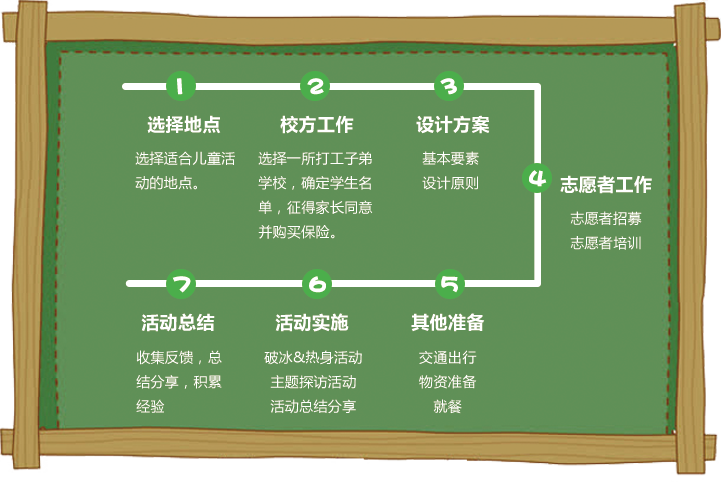 1
选择地点
选择适合儿童活
动的地点。
2
校方工作
选择一所打工子弟
学校，确定学生名
单，征得家长同意
并购买保险。
3
设计方案
基本要素
设计原则
4
志愿者工作
志愿者招募
志愿者培训
5
其他准备
交通出行
物资准备
就餐
6
活动实施
破冰&热身活动
主题探访活动
活动总结分享
7
活动总结
收集反馈，总
结分享，积累
经验